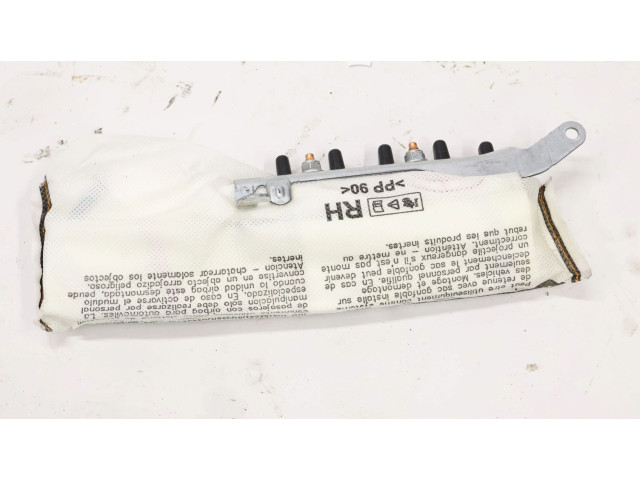 de retenue avec sac gonflable installé sur
des véhicules. Montage et démontage
seulement par personnel qualifié. En cas de
déclenchement le sac gonflable peut devenir
un projectile dangereux s'il n'est pas monté
correctement. Attention – ne mettre au
rebut que les produits inertes.
de pasajeros con airbag para automóviles. La
manipulación sólo debe realizarse por personal
especializado. En caso de activarse el módulo
o cuando la unidad airbag esté desmontada, puede
convertirse en un objeto arrojadizo peligroso.
Atención – chatarrear solamente los objetos
inertes.
RH
>PP 90<